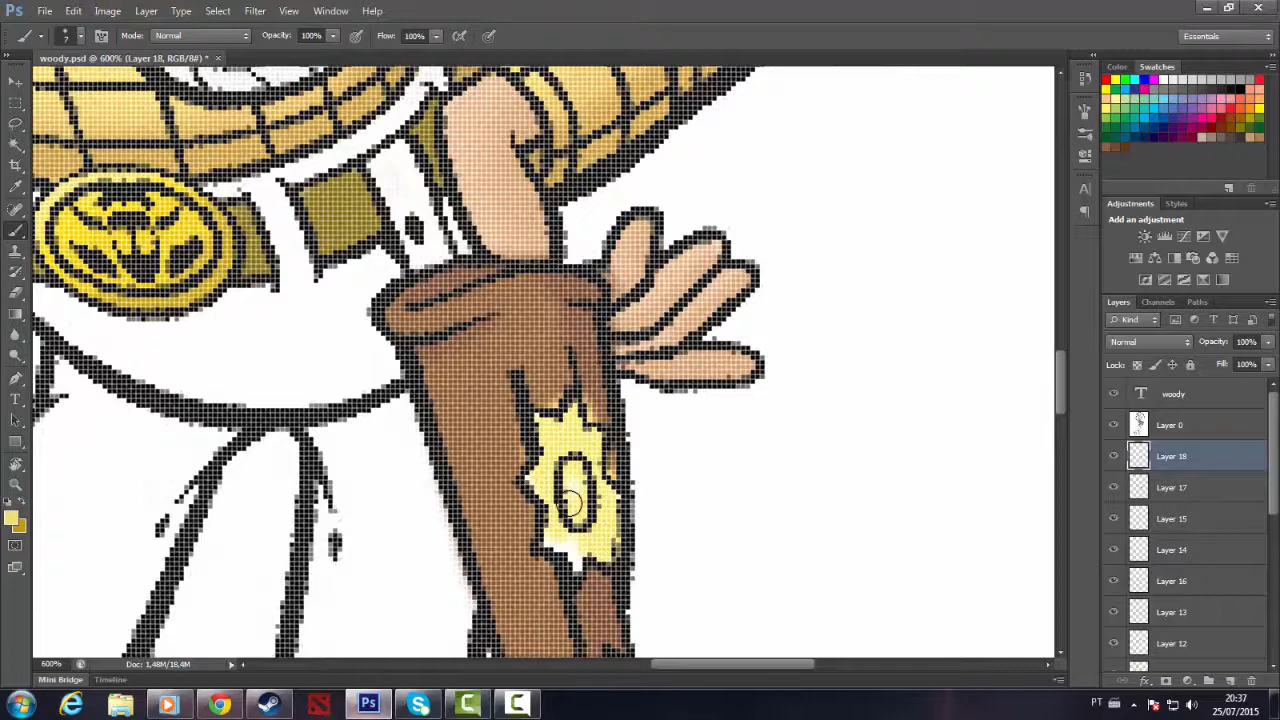 Ps File Edit Image Layer Type Select Filter View Window Help
7 Mode: Normal Opacity: 100% Flow: 100% Essentials
woody.psd @ 600% (Layer 18, RGB/8#) * ×
Color Swatches
Adjustments Styles
Add an adjustment
Layers Channels Paths
Kind
Normal Opacity: 100%
Lock: Fill: 100%
T woody
Layer 0
Layer 18
Layer 17
Layer 15
Layer 14
Layer 16
Layer 13
Layer 12
600% Doc: 1,48M/18,4M
Mini Bridge Timeline
Ps PT 20:37
25/07/2015